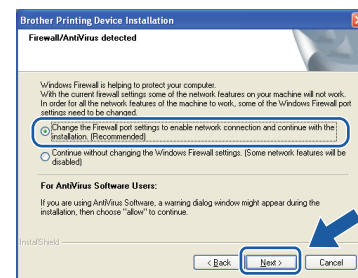 Brother Printing Device Installation
Firewall/AntiVirus detected
Windows Firewall is helping to protect your computer.
With the current firewall settings some of the network features on your machine will not work.
In order for all the network features of the machine to work, some of the Windows Firewall port
settings need to be changed.
Change the Firewall port settings to enable network connection and continue with the
installation. (Recommended)
Continue without changing the Windows Firewall settings. (Some network features will be
disabled)
For AntiVirus Software Users:
If you are using AntiVirus Software, a warning dialog window might appear during the
installation, then choose "allow" to continue.
InstallShield
< Back
Next >
Cancel